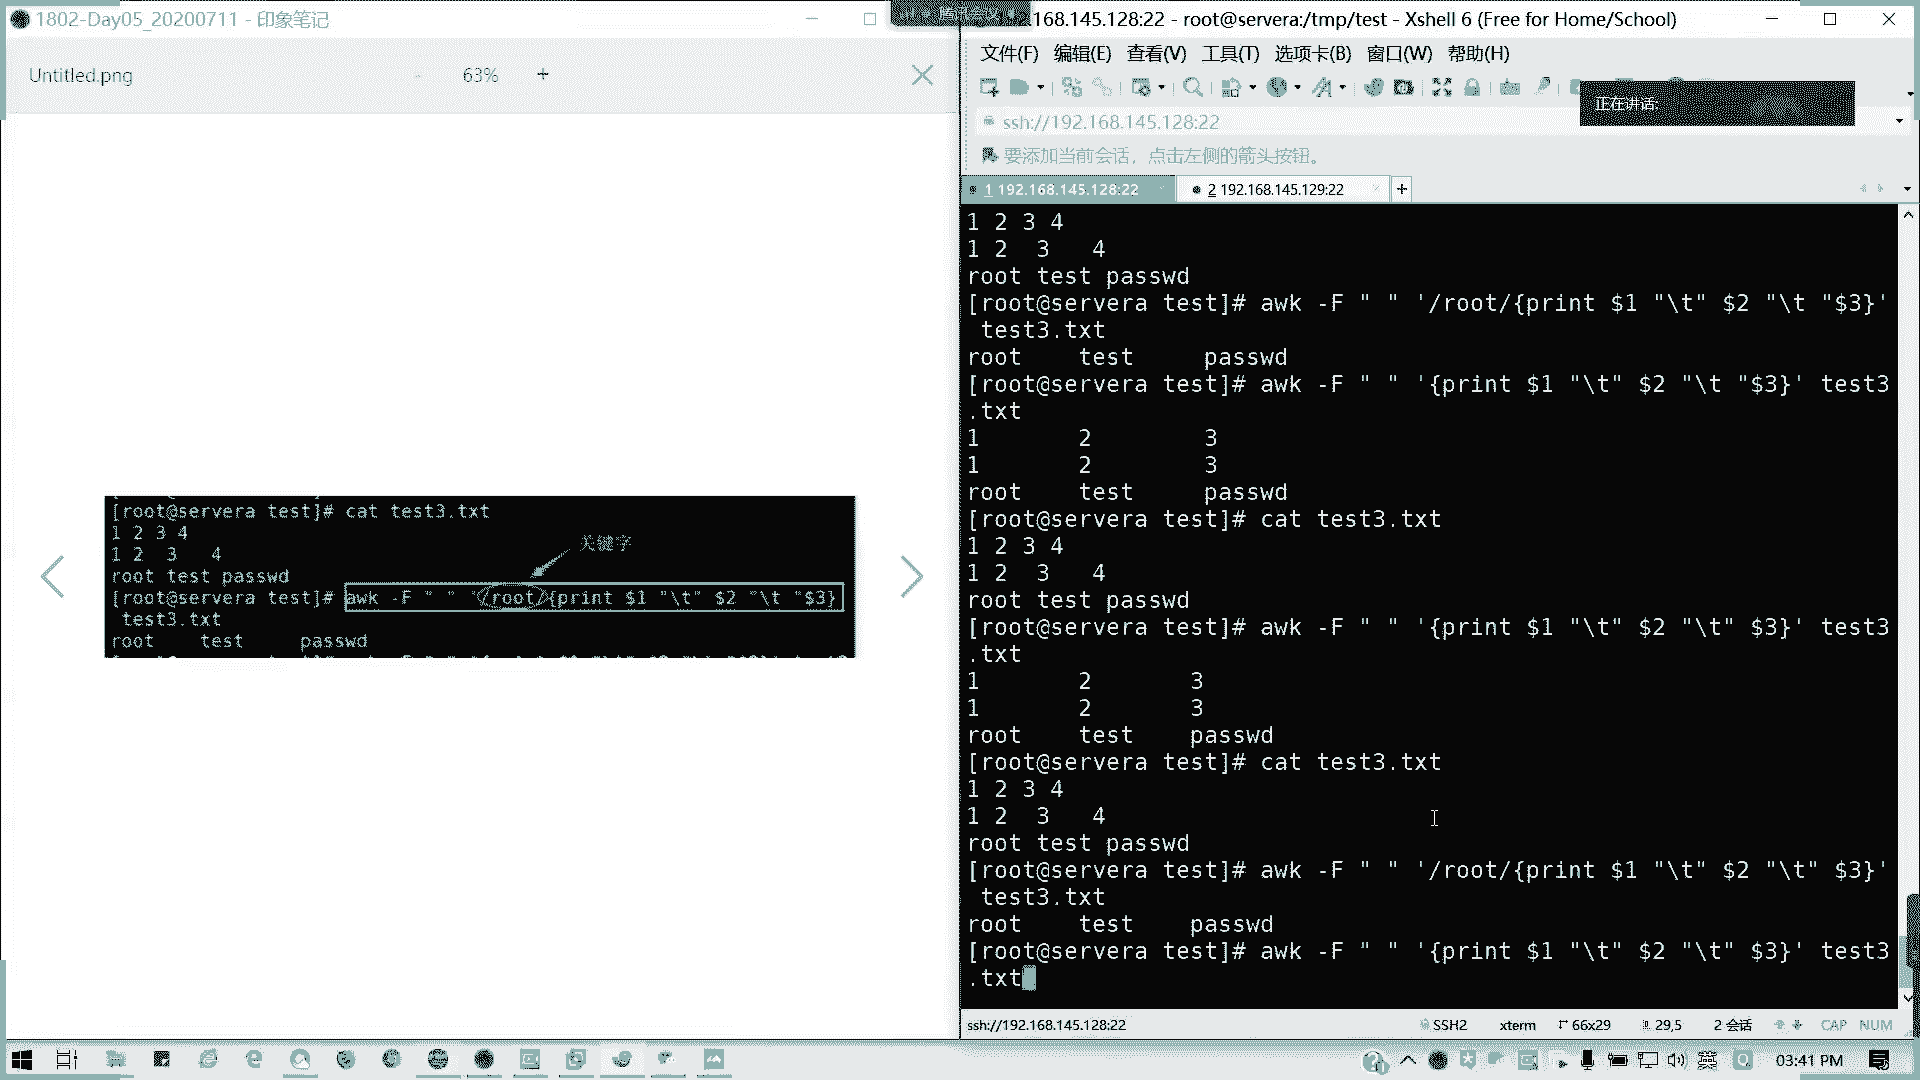 1802-Day05_20200711 - 印象笔记
Untitled.png
63%
[root@servera test]# cat test3.txt
1 2 3 4
1 2  3   4
root test passwd
关键字
[root@servera test]# awk -F " " '/root/{print $1 "\t" $2 "\t "$3}
 test3.txt
root    test     passwd
168.145.128:22 - root@servera:/tmp/test - Xshell 6 (Free for Home/School)
文件(F) 编辑(E) 查看(V) 工具(T) 选项卡(B) 窗口(W) 帮助(H)
正在讲话:
ssh://192.168.145.128:22
要添加当前会话，点击左侧的箭头按钮。
1 192.168.145.128:22
2 192.168.145.129:22
1 2 3 4
1 2  3   4
root test passwd
[root@servera test]# awk -F " " '/root/{print $1 "\t" $2 "\t "$3}'
 test3.txt
root    test     passwd
[root@servera test]# awk -F " " '{print $1 "\t" $2 "\t "$3}' test3
.txt
1       2        3
1       2        3
root    test     passwd
[root@servera test]# cat test3.txt
1 2 3 4
1 2  3   4
root test passwd
[root@servera test]# awk -F " " '{print $1 "\t" $2 "\t" $3}' test3
.txt
1       2       3
1       2       3
root    test    passwd
[root@servera test]# cat test3.txt
1 2 3 4
1 2  3   4
root test passwd
[root@servera test]# awk -F " " '/root/{print $1 "\t" $2 "\t" $3}'
 test3.txt
root    test    passwd
[root@servera test]# awk -F " " '{print $1 "\t" $2 "\t" $3}' test3
.txt
ssh://192.168.145.128:22
SSH2
xterm
66x29
29,5
2 会话
CAP
NUM
英
03:41 PM